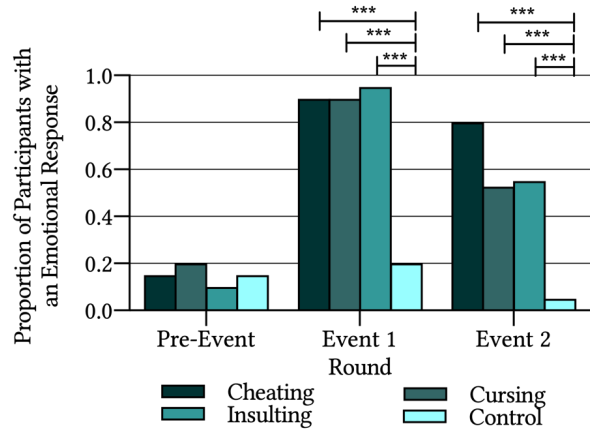 ***
***
***
***
***
***
Proportion of Participants with
an Emotional Response
1.0
0.8
0.6
0.4
0.2
0.0
Pre-Event
Event 1
Event 2
Round
Cheating
Cursing
Insulting
Control